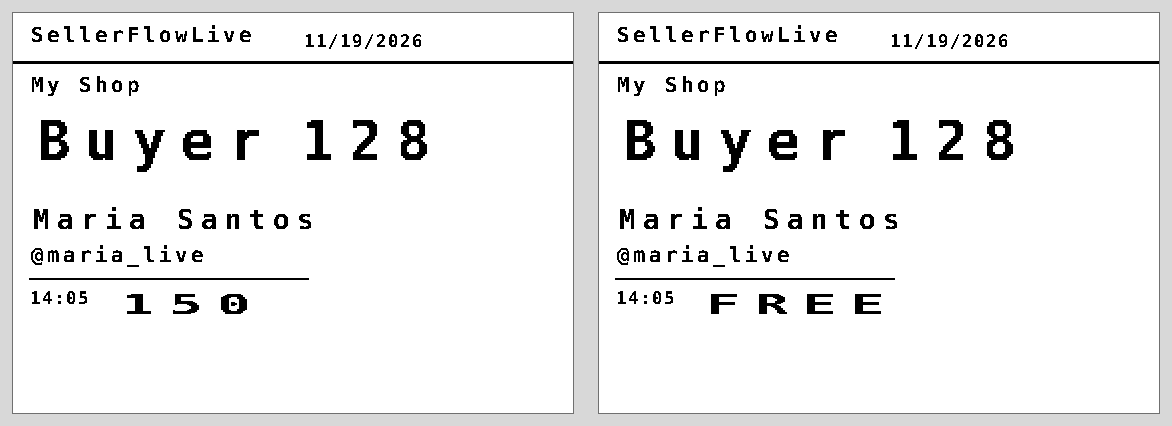 SellerFlowLive 11/19/2026
My Shop
Buyer 128
Maria Santos
@maria_live
14:05 150
SellerFlowLive 11/19/2026
My Shop
Buyer 128
Maria Santos
@maria_live
14:05 FREE